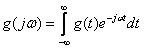 g(jω) = ∫_{-∞}^{∞} g(t)e^{-jωt}dt